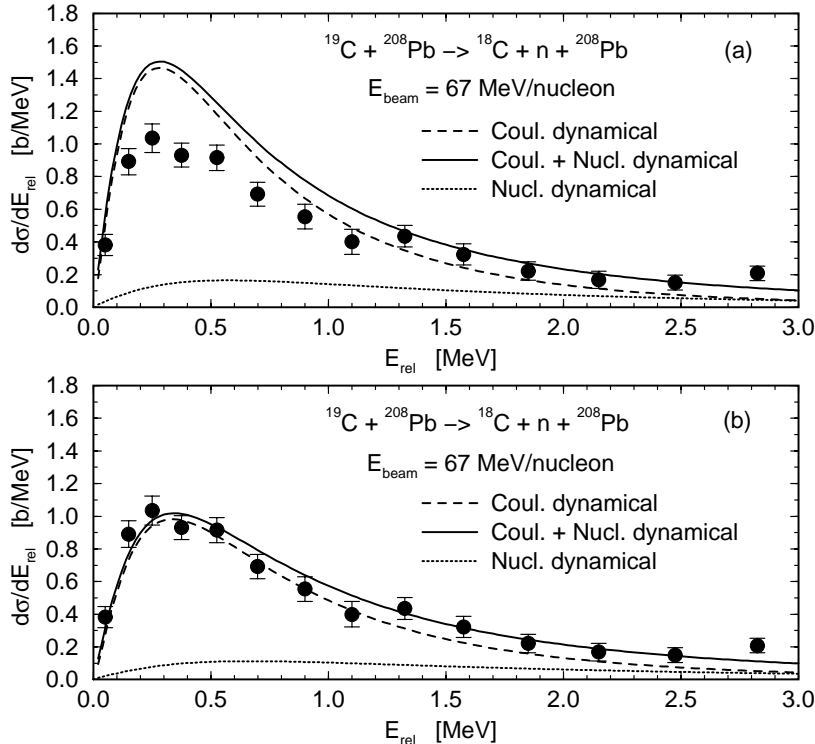 1.8
1.6
1.4
1.2
1.0
0.8
0.6
0.4
0.2
0.0
dσ/dE_rel [b/MeV]
¹⁹C + ²⁰⁸Pb –> ¹⁸C + n + ²⁰⁸Pb (a)
E_beam = 67 MeV/nucleon
Coul. dynamical
Coul. + Nucl. dynamical
Nucl. dynamical
0.0 0.5 1.0 1.5 2.0 2.5 3.0
E_rel [MeV]
1.8
1.6
1.4
1.2
1.0
0.8
0.6
0.4
0.2
0.0
dσ/dE_rel [b/MeV]
¹⁹C + ²⁰⁸Pb –> ¹⁸C + n + ²⁰⁸Pb (b)
E_beam = 67 MeV/nucleon
Coul. dynamical
Coul. + Nucl. dynamical
Nucl. dynamical
0.0 0.5 1.0 1.5 2.0 2.5 3.0
E_rel [MeV]